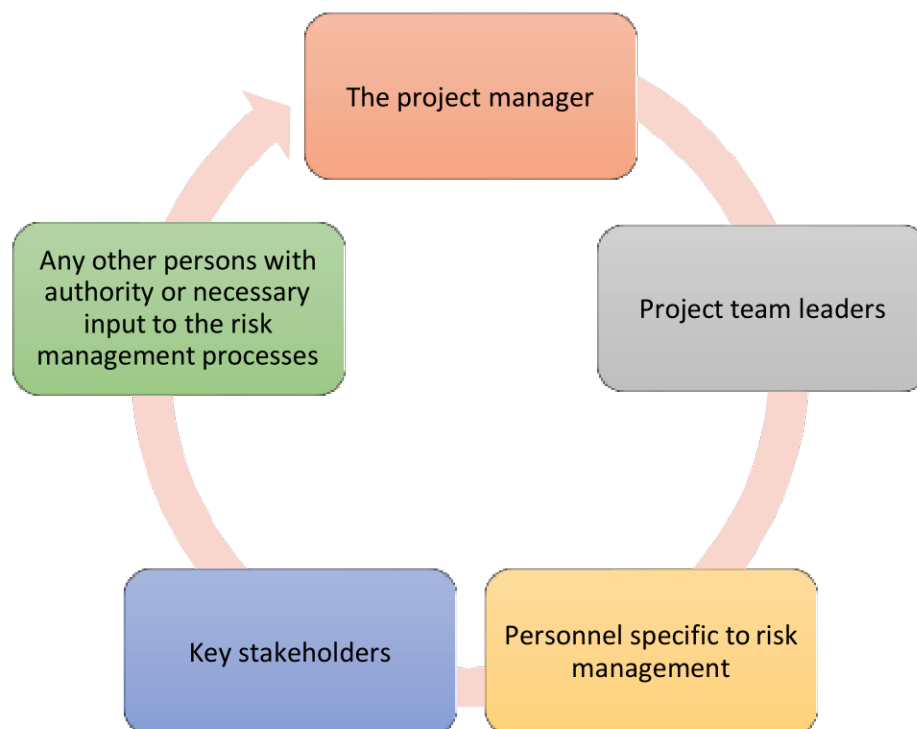 The project manager
Project team leaders
Personnel specific to risk
management
Key stakeholders
Any other persons with
authority or necessary
input to the risk
management processes